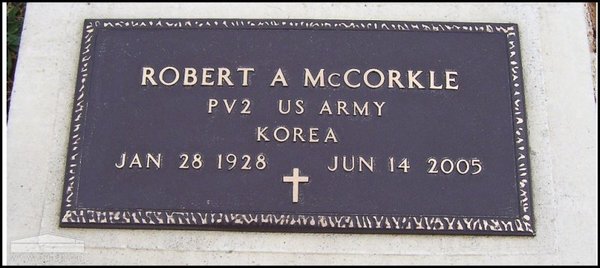 ROBERT A McCORKLE
PV2 US ARMY
KOREA
JAN 28 1928 JUN 14 2005